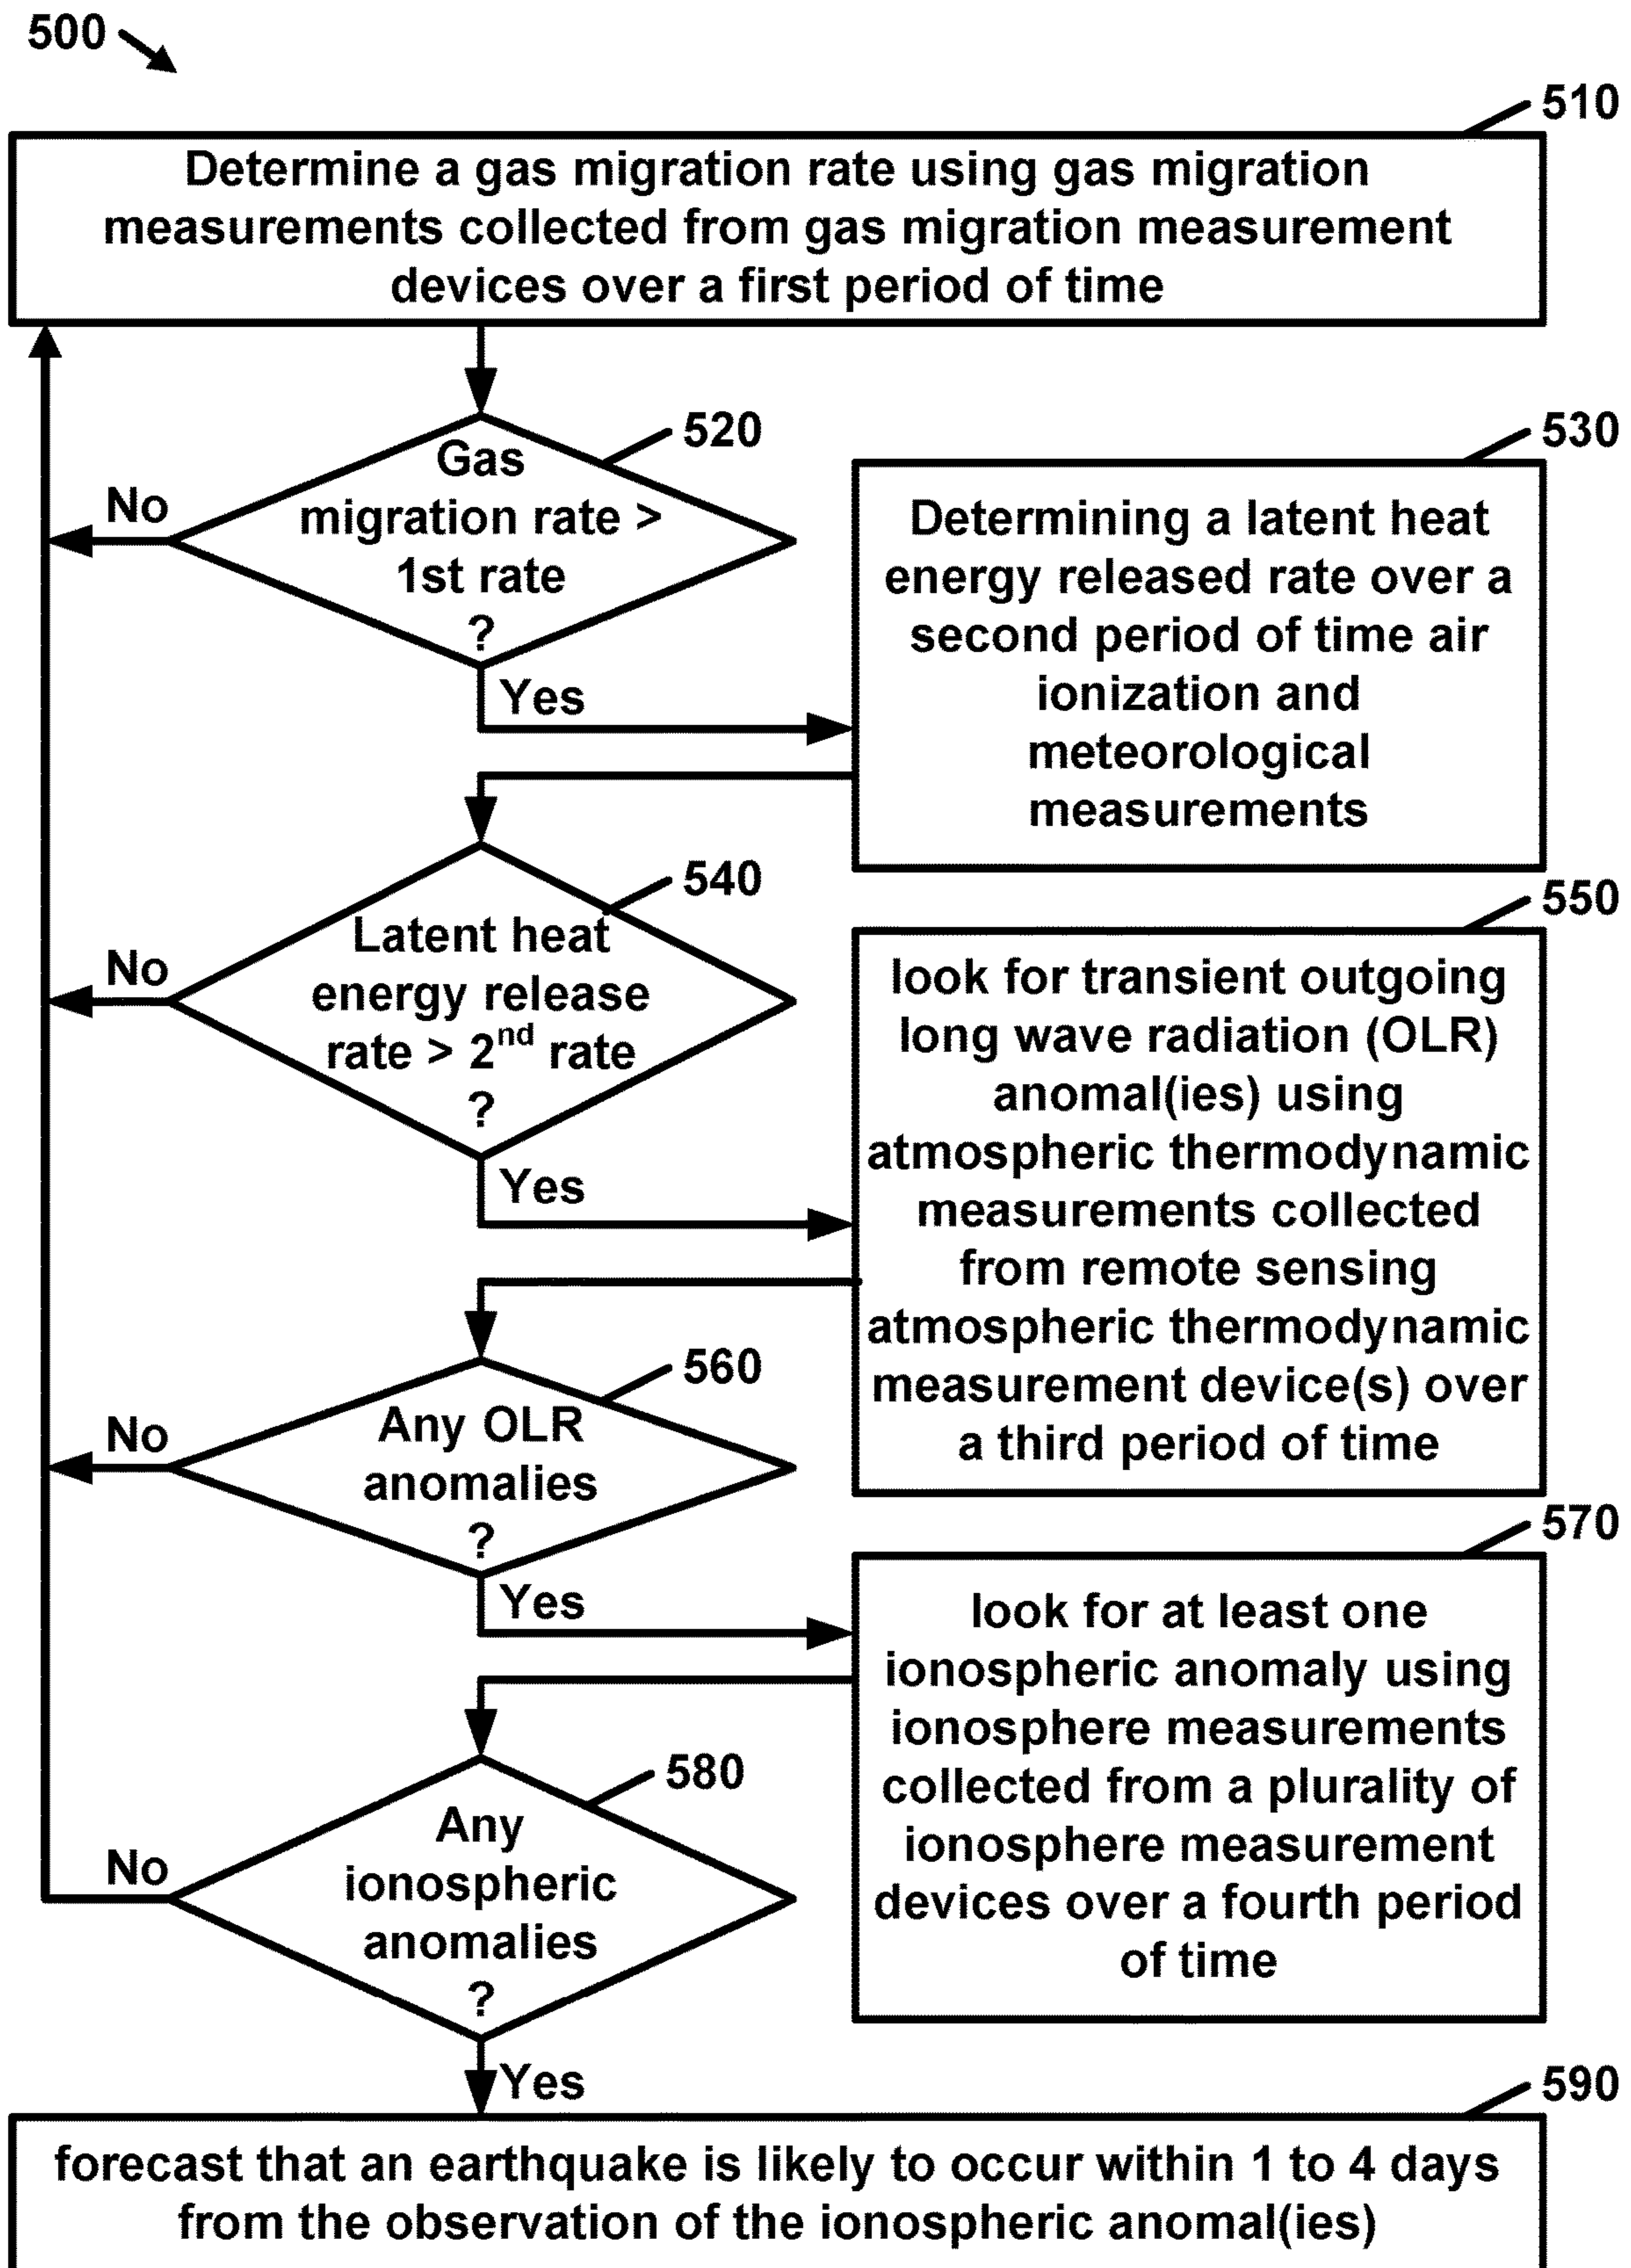 500
510
Determine a gas migration rate using gas migration
measurements collected from gas migration measurement
devices over a first period of time
520
Gas
migration rate >
1st rate
?
No
Yes
530
Determining a latent heat
energy released rate over a
second period of time air
ionization and
meteorological
measurements
540
Latent heat
energy release
rate > 2nd rate
?
No
Yes
550
look for transient outgoing
long wave radiation (OLR)
anomal(ies) using
atmospheric thermodynamic
measurements collected
from remote sensing
atmospheric thermodynamic
measurement device(s) over
a third period of time
560
Any OLR
anomalies
?
No
Yes
570
look for at least one
ionospheric anomaly using
ionosphere measurements
collected from a plurality of
ionosphere measurement
devices over a fourth period
of time
580
Any
ionospheric
anomalies
?
No
Yes
590
forecast that an earthquake is likely to occur within 1 to 4 days
from the observation of the ionospheric anomal(ies)